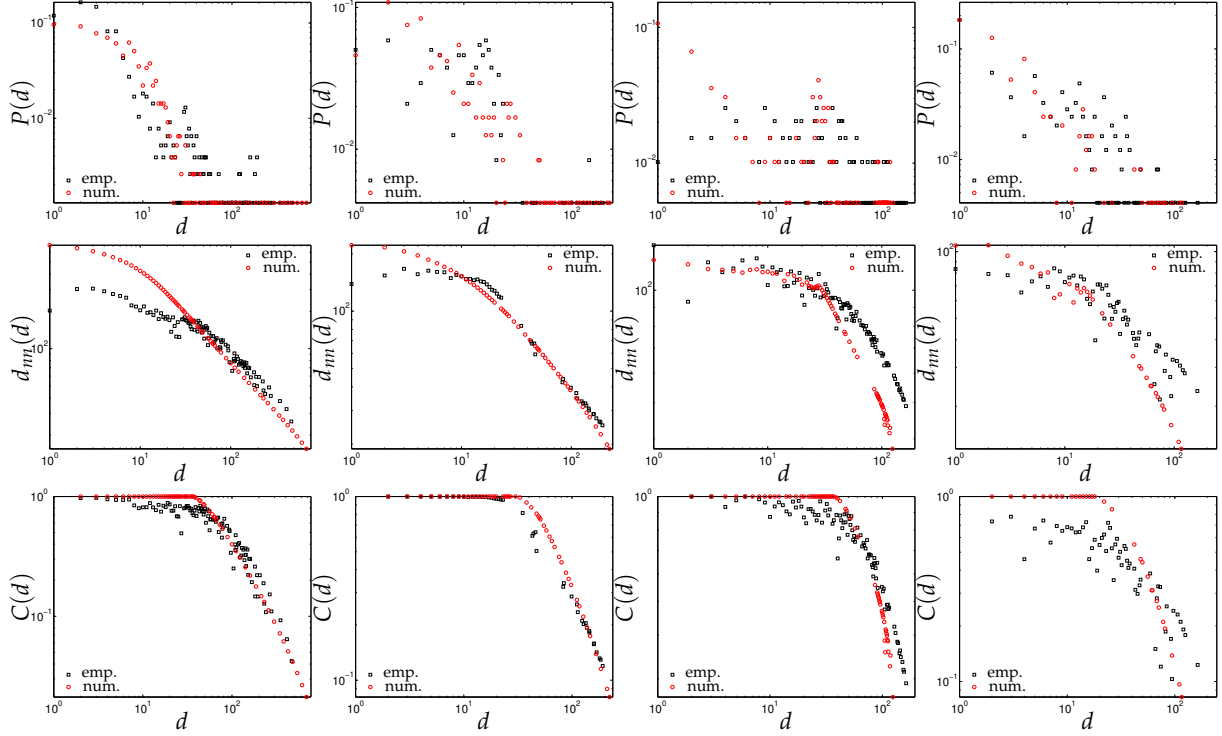 10⁻¹
10⁻²
P(d)
emp.
num.
10⁰ 10¹ 10²
d
10⁻¹
10⁻²
P(d)
emp.
num.
10⁰ 10¹ 10²
d
10⁻¹
10⁻²
P(d)
emp.
num.
10⁰ 10¹ 10²
d
10⁻¹
10⁻²
P(d)
emp.
num.
10⁰ 10¹ 10²
d
10²
dₙₙ(d)
emp.
num.
10⁰ 10¹ 10²
d
10²
dₙₙ(d)
emp.
num.
10⁰ 10¹ 10²
d
10²
dₙₙ(d)
emp.
num.
10⁰ 10¹ 10²
d
10²
dₙₙ(d)
emp.
num.
10⁰ 10¹ 10²
d
10⁰
10⁻¹
C(d)
emp.
num.
10⁰ 10¹ 10²
d
10⁰
10⁻¹
C(d)
emp.
num.
10⁰ 10¹ 10²
d
10⁰
C(d)
emp.
num.
10⁰ 10¹ 10²
d
10⁰
10⁻¹
C(d)
emp.
num.
10⁰ 10¹ 10²
d